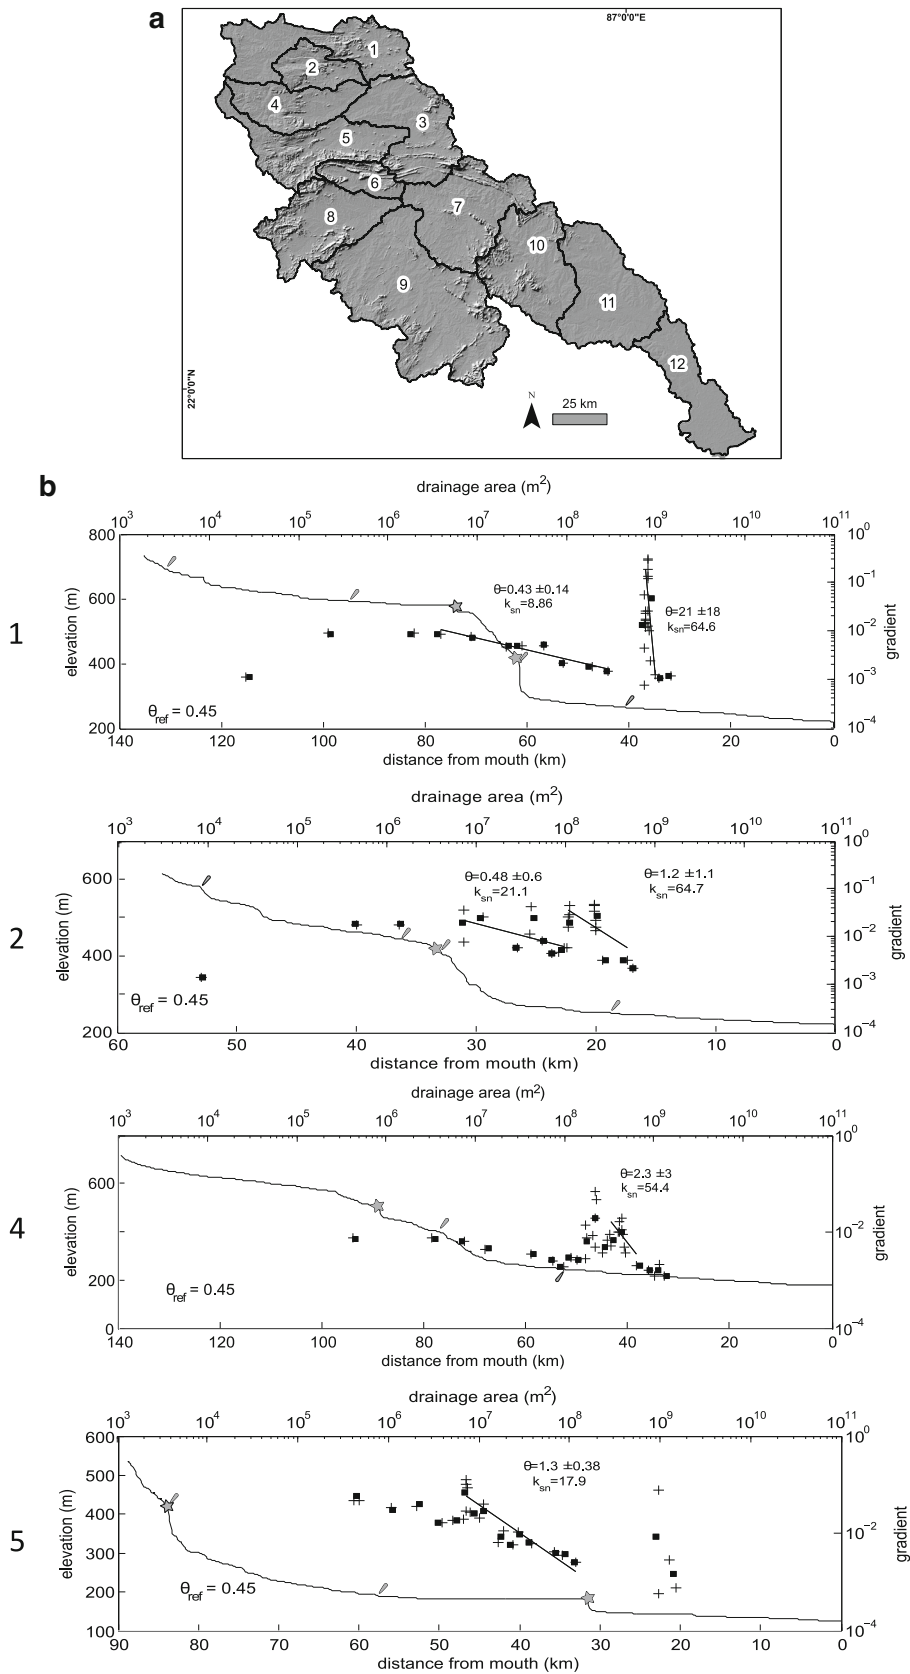 a
87°0'0"E
1
2
3
4
5
6
7
8
9
10
11
12
22°0'0"N
N
25 km
b
drainage area (m²)
10³ 10⁴ 10⁵ 10⁶ 10⁷ 10⁸ 10⁹ 10¹⁰ 10¹¹
1
elevation (m)
800
600
400
200
θ=0.43 ±0.14
k_sn=8.86
θ=21 ±18
k_sn=64.6
θ_ref = 0.45
gradient
10⁰
10⁻¹
10⁻²
10⁻³
10⁻⁴
140 120 100 80 60 40 20 0
distance from mouth (km)
drainage area (m²)
10³ 10⁴ 10⁵ 10⁶ 10⁷ 10⁸ 10⁹ 10¹⁰ 10¹¹
2
elevation (m)
600
400
200
θ=0.48 ±0.6
k_sn=21.1
θ=1.2 ±1.1
k_sn=64.7
θ_ref = 0.45
gradient
10⁰
10⁻¹
10⁻²
10⁻³
10⁻⁴
60 50 40 30 20 10 0
distance from mouth (km)
drainage area (m²)
10³ 10⁴ 10⁵ 10⁶ 10⁷ 10⁸ 10⁹ 10¹⁰ 10¹¹
4
elevation (m)
600
400
200
0
θ=2.3 ±3
k_sn=54.4
θ_ref = 0.45
gradient
10⁰
10⁻²
10⁻⁴
140 120 100 80 60 40 20 0
distance from mouth (km)
drainage area (m²)
10³ 10⁴ 10⁵ 10⁶ 10⁷ 10⁸ 10⁹ 10¹⁰ 10¹¹
5
elevation (m)
600
500
400
300
200
100
θ=1.3 ±0.38
k_sn=17.9
θ_ref = 0.45
gradient
10⁰
10⁻²
10⁻⁴
90 80 70 60 50 40 30 20 10 0
distance from mouth (km)